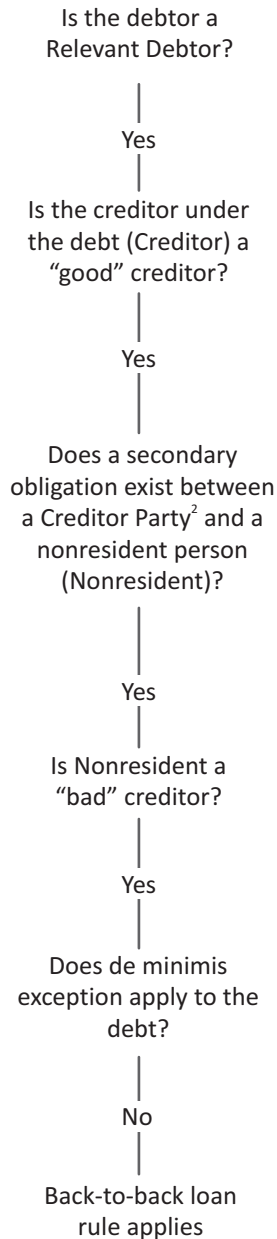 Is the debtor a
Relevant Debtor?
Yes
Is the creditor under
the debt (Creditor) a
“good” creditor?
Yes
Does a secondary
obligation exist between
a Creditor Party² and a
nonresident person
(Nonresident)?
Yes
Is Nonresident a
“bad” creditor?
Yes
Does de minimis
exception apply to the
debt?
No
Back-to-back loan
rule applies